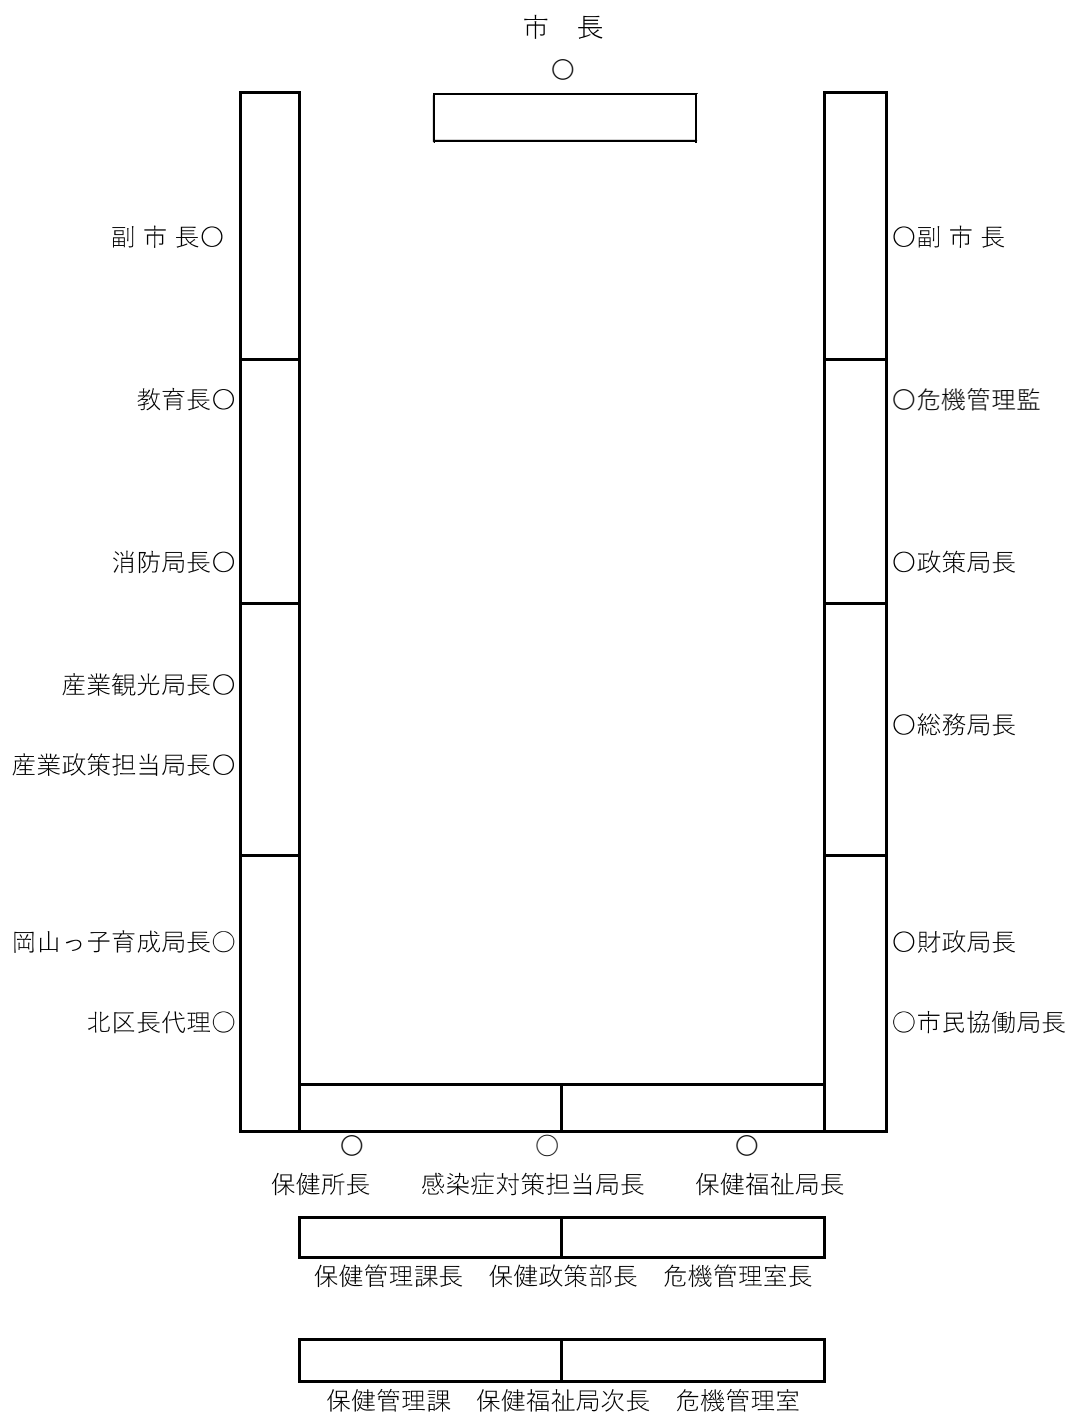 市　長
○
副 市 長○
○副 市 長
教育長○
○危機管理監
消防局長○
○政策局長
産業観光局長○
○総務局長
産業政策担当局長○
岡山っ子育成局長○
○財政局長
北区長代理○
○市民協働局長
○ ○ ○
保健所長 感染症対策担当局長 保健福祉局長
保健管理課長 保健政策部長 危機管理室長
保健管理課 保健福祉局次長 危機管理室